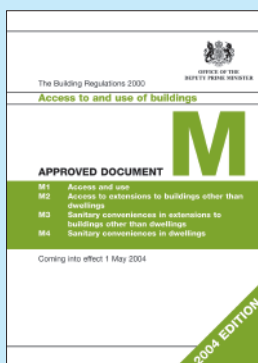 OFFICE OF THE
DEPUTY PRIME MINISTER
The Building Regulations 2000
Access to and use of buildings
M
APPROVED DOCUMENT
M1 Access and use
M2 Access to extensions to buildings other than
dwellings
M3 Sanitary conveniences in extensions to
buildings other than dwellings
M4 Sanitary conveniences in dwellings
Coming into effect 1 May 2004
2004 EDITION